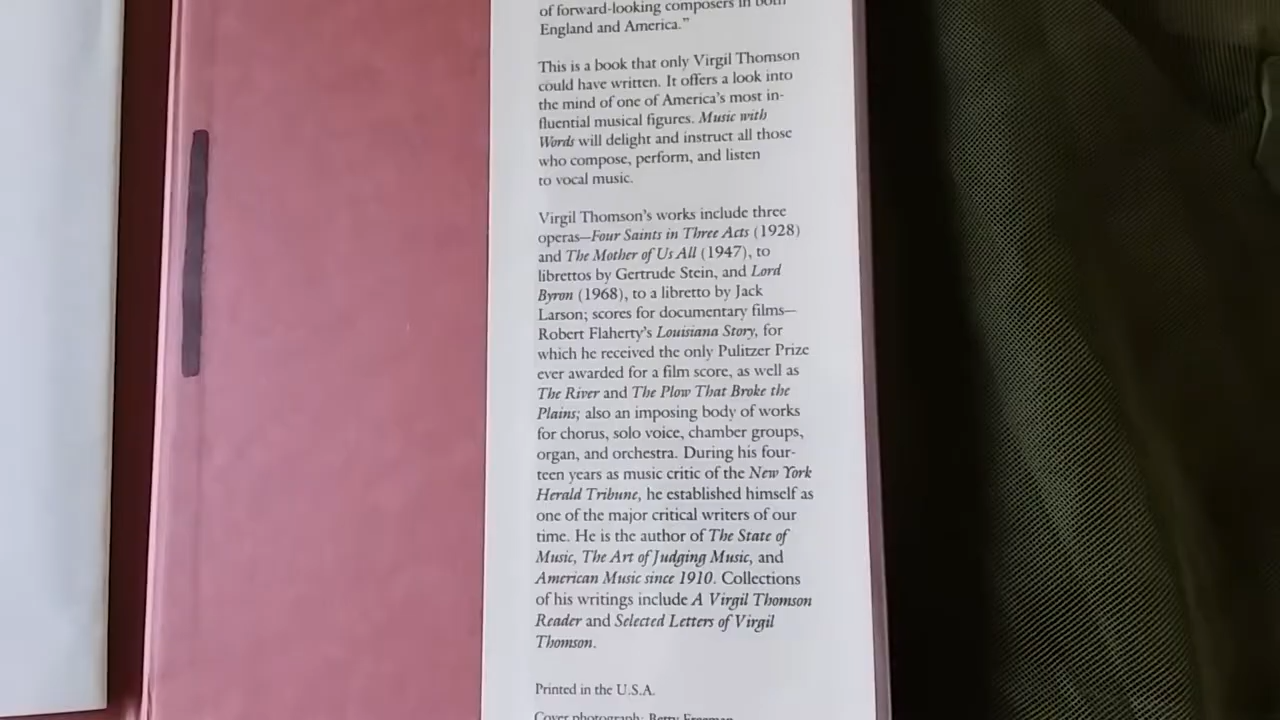 of forward-looking composers in both
England and America."
This is a book that only Virgil Thomson
could have written. It offers a look into
the mind of one of America's most in-
fluential musical figures. Music with
Words will delight and instruct all those
who compose, perform, and listen
to vocal music.
Virgil Thomson's works include three
operas—Four Saints in Three Acts (1928)
and The Mother of Us All (1947), to
librettos by Gertrude Stein, and Lord
Byron (1968), to a libretto by Jack
Larson; scores for documentary films—
Robert Flaherty's Louisiana Story, for
which he received the only Pulitzer Prize
ever awarded for a film score, as well as
The River and The Plow That Broke the
Plains; also an imposing body of works
for chorus, solo voice, chamber groups,
organ, and orchestra. During his four-
teen years as music critic of the New York
Herald Tribune, he established himself as
one of the major critical writers of our
time. He is the author of The State of
Music, The Art of Judging Music, and
American Music since 1910. Collections
of his writings include A Virgil Thomson
Reader and Selected Letters of Virgil
Thomson.
Printed in the U.S.A.
Cover photograph: Betty Freeman